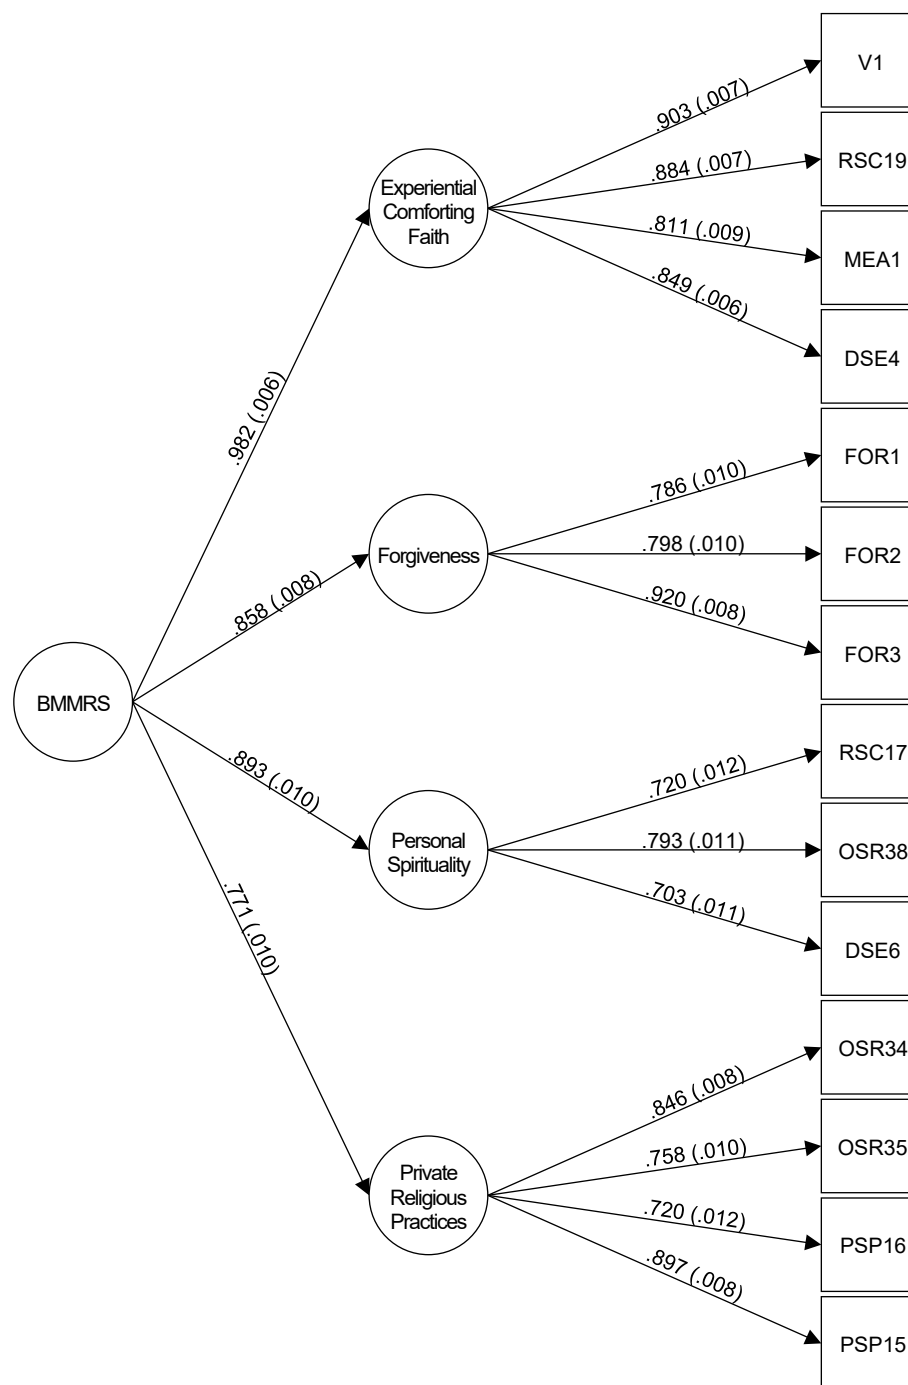 V1
.903 (.007)
RSC19
.884 (.007)
Experiential
Comforting
Faith
.811 (.009)
MEA1
.849 (.006)
DSE4
.982 (.006)
FOR1
.786 (.010)
Forgiveness
.798 (.010)
FOR2
.858 (.008)
.920 (.008)
FOR3
BMMRS
.893 (.010)
RSC17
.720 (.012)
Personal
Spirituality
.793 (.011)
OSR38
.703 (.011)
DSE6
.771 (.010)
OSR34
.846 (.008)
.758 (.010)
OSR35
Private
Religious
Practices
.720 (.012)
PSP16
.897 (.008)
PSP15